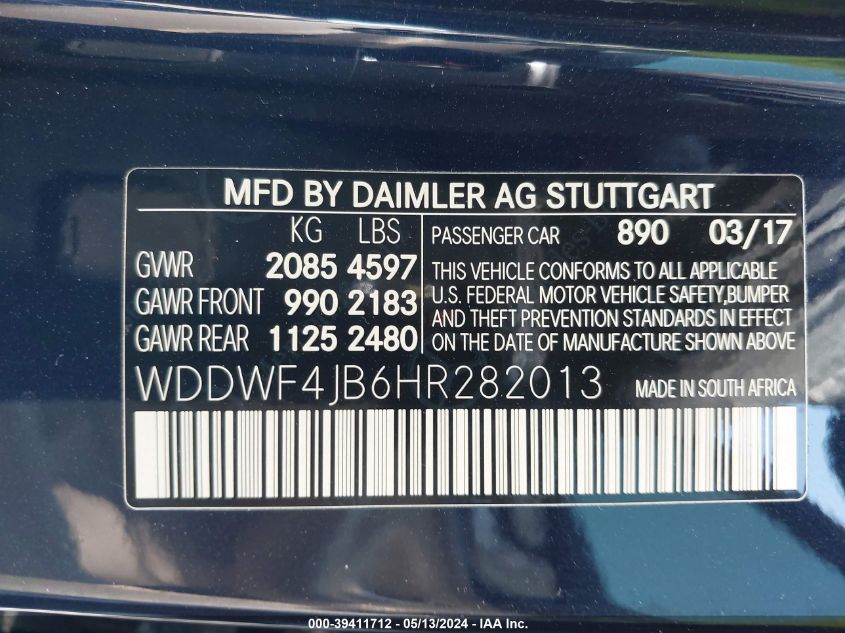 MFD BY DAIMLER AG STUTTGART
KG LBS
GVWR 2085 4597
GAWR FRONT 990 2183
GAWR REAR 1125 2480
PASSENGER CAR 890 03/17
THIS VEHICLE CONFORMS TO ALL APPLICABLE
U.S. FEDERAL MOTOR VEHICLE SAFETY,BUMPER
AND THEFT PREVENTION STANDARDS IN EFFECT
ON THE DATE OF MANUFACTURE SHOWN ABOVE
WDDWF4JB6HR282013 MADE IN SOUTH AFRICA
000-39411712 - 05/13/2024 - IAA Inc.